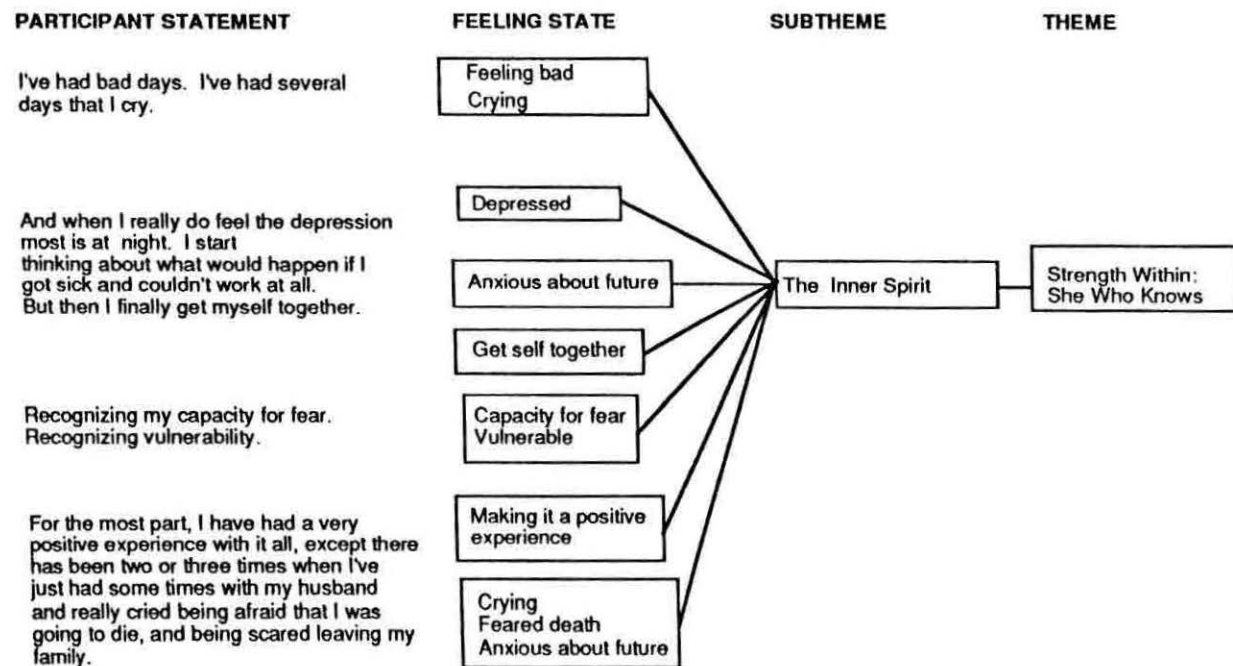 PARTICIPANT STATEMENT FEELING STATE SUBTHEME THEME
I've had bad days. I've had several
days that I cry.
Feeling bad
Crying
And when I really do feel the depression
most is at night. I start
thinking about what would happen if I
got sick and couldn't work at all.
But then I finally get myself together.
Depressed
Anxious about future
Get self together
The Inner Spirit
Strength Within:
She Who Knows
Recognizing my capacity for fear.
Recognizing vulnerability.
Capacity for fear
Vulnerable
For the most part, I have had a very
positive experience with it all, except there
has been two or three times when I've
just had some times with my husband
and really cried being afraid that I was
going to die, and being scared leaving my
family.
Making it a positive
experience
Crying
Feared death
Anxious about future